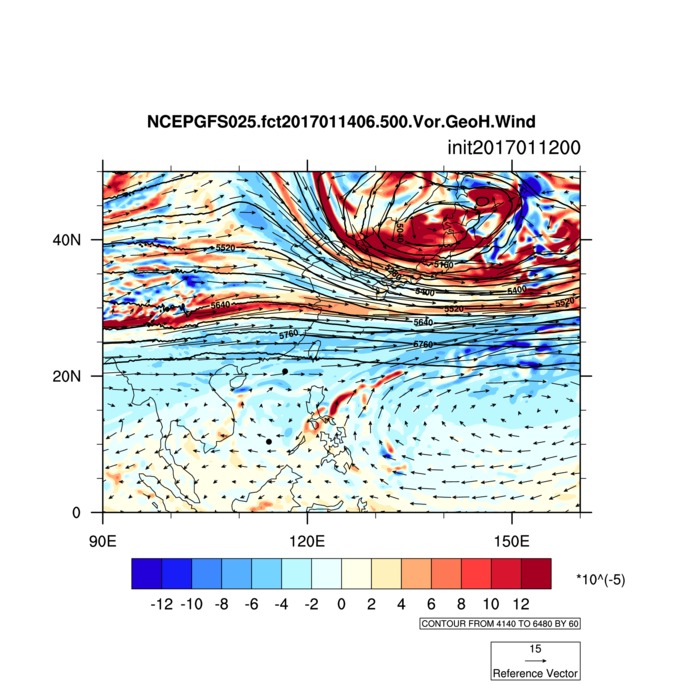 NCEPGFS025.fct2017011406.500.Vor.GeoH.Wind
init2017011200
40N
20N
0
5520
5640
5760
5040
5160
5400
5400
5520
5520
5640
5760
90E
120E
150E
-12 -10 -8 -6 -4 -2 0 2 4 6 8 10 12
*10^(-5)
CONTOUR FROM 4140 TO 6480 BY 60
15
Reference Vector